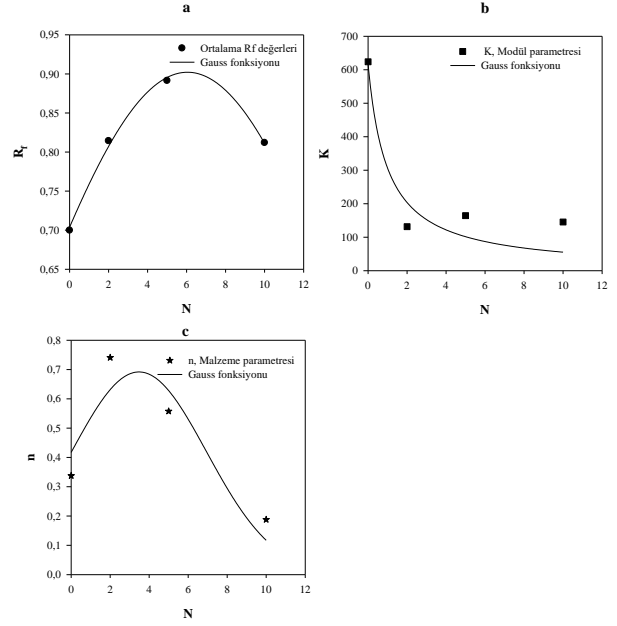 a
0,95
0,90
0,85
0,80
0,75
0,70
0,65
R_f
Ortalama Rf değerleri
Gauss fonksiyonu
0 2 4 6 8 10 12
N
b
700
600
500
400
300
200
100
0
K
K, Modül parametresi
Gauss fonksiyonu
0 2 4 6 8 10 12
N
c
0,8
0,7
0,6
0,5
0,4
0,3
0,2
0,1
0,0
n
n, Malzeme parametresi
Gauss fonksiyonu
0 2 4 6 8 10 12
N